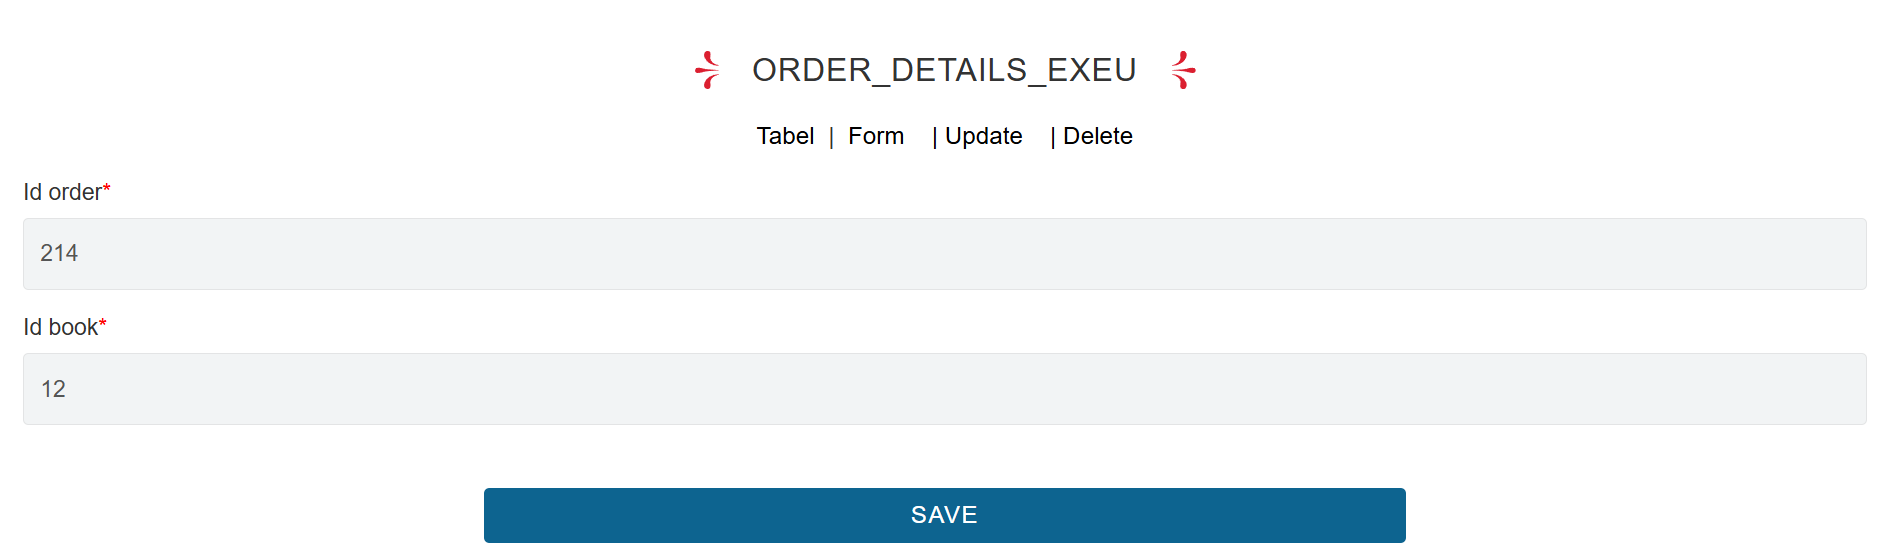 ORDER_DETAILS_EXEU
Tabel | Form | Update | Delete
Id order*
214
Id book*
12
SAVE